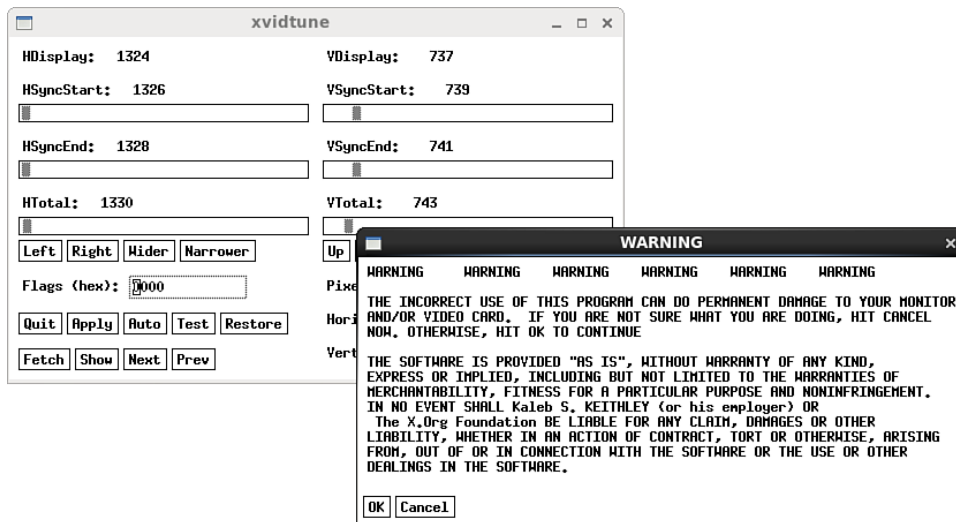 xvidtune
HDisplay: 1324
VDisplay: 737
HSyncStart: 1326
VSyncStart: 739
HSyncEnd: 1328
VSyncEnd: 741
HTotal: 1330
VTotal: 743
Left Right Wider Narrower
Up
Flags (hex): 0000
Pixe
Quit Apply Auto Test Restore
Hori
Fetch Show Next Prev
Vert
WARNING
WARNING WARNING WARNING WARNING WARNING WARNING
THE INCORRECT USE OF THIS PROGRAM CAN DO PERMANENT DAMAGE TO YOUR MONITOR
AND/OR VIDEO CARD. IF YOU ARE NOT SURE WHAT YOU ARE DOING, HIT CANCEL
NOW. OTHERWISE, HIT OK TO CONTINUE
THE SOFTWARE IS PROVIDED "AS IS", WITHOUT WARRANTY OF ANY KIND,
EXPRESS OR IMPLIED, INCLUDING BUT NOT LIMITED TO THE WARRANTIES OF
MERCHANTABILITY, FITNESS FOR A PARTICULAR PURPOSE AND NONINFRINGEMENT.
IN NO EVENT SHALL Kaleb S. KEITHLEY (or his employer) OR
The X.Org Foundation BE LIABLE FOR ANY CLAIM, DAMAGES OR OTHER
LIABILITY, WHETHER IN AN ACTION OF CONTRACT, TORT OR OTHERWISE, ARISING
FROM, OUT OF OR IN CONNECTION WITH THE SOFTWARE OR THE USE OR OTHER
DEALINGS IN THE SOFTWARE.
OK Cancel